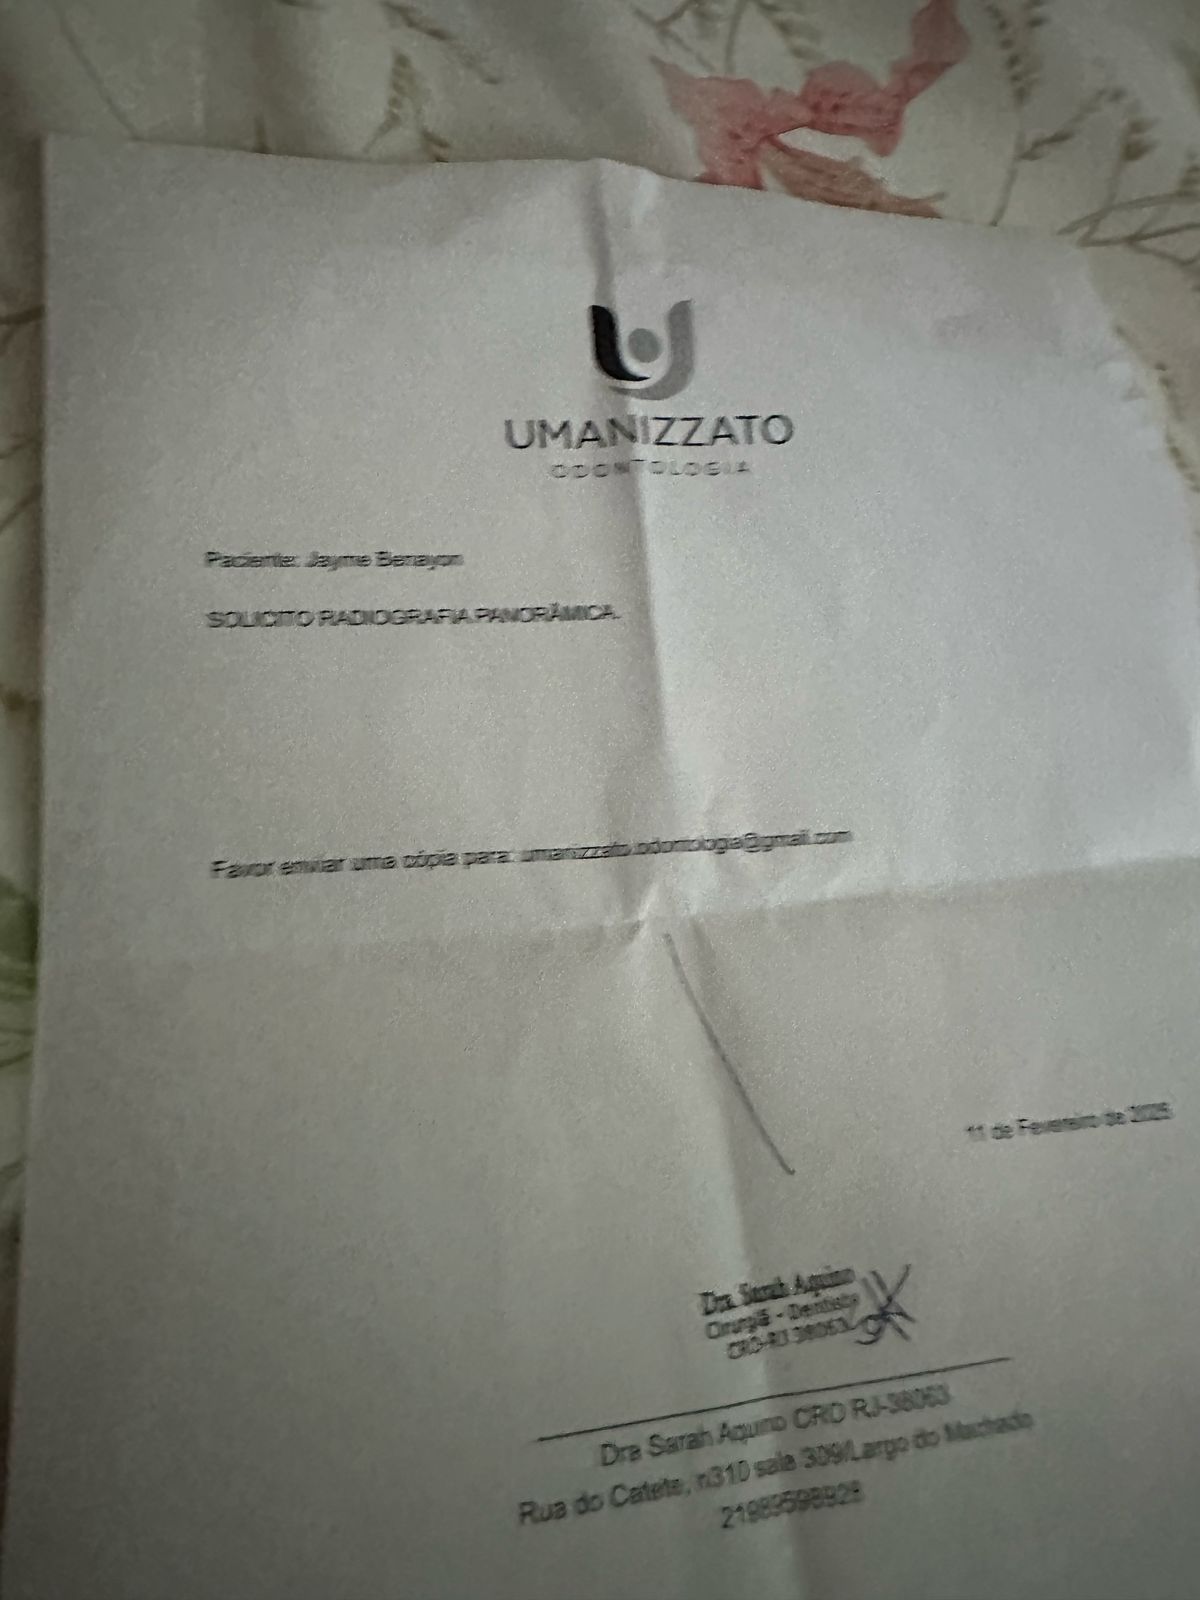 UMANIZZATO
ODONTOLOGIA
Paciente: Jayme Benayon
SOLICITO RADIOGRAFIA PANORÂMICA.
Favor enviar uma cópia para: umanizzato.odontologia@gmail.com
11 de Fevereiro de
Dra. Sarah Aquino
Cirurgiã - Dentista
CRO-RJ 38063
Dra Sarah Aquino CRO RJ-38063
Rua do Catete, n310 sala 309/Largo do Machado